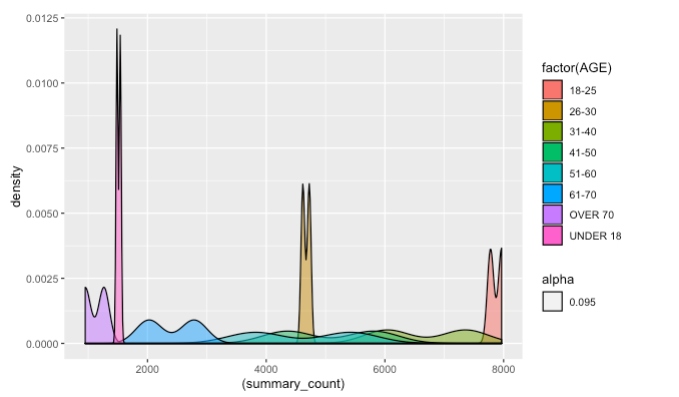 0.0125
0.0100
0.0075
0.0050
0.0025
0.0000
density
2000 4000 6000 8000
(summary_count)
factor(AGE)
18-25
26-30
31-40
41-50
51-60
61-70
OVER 70
UNDER 18
alpha
0.095